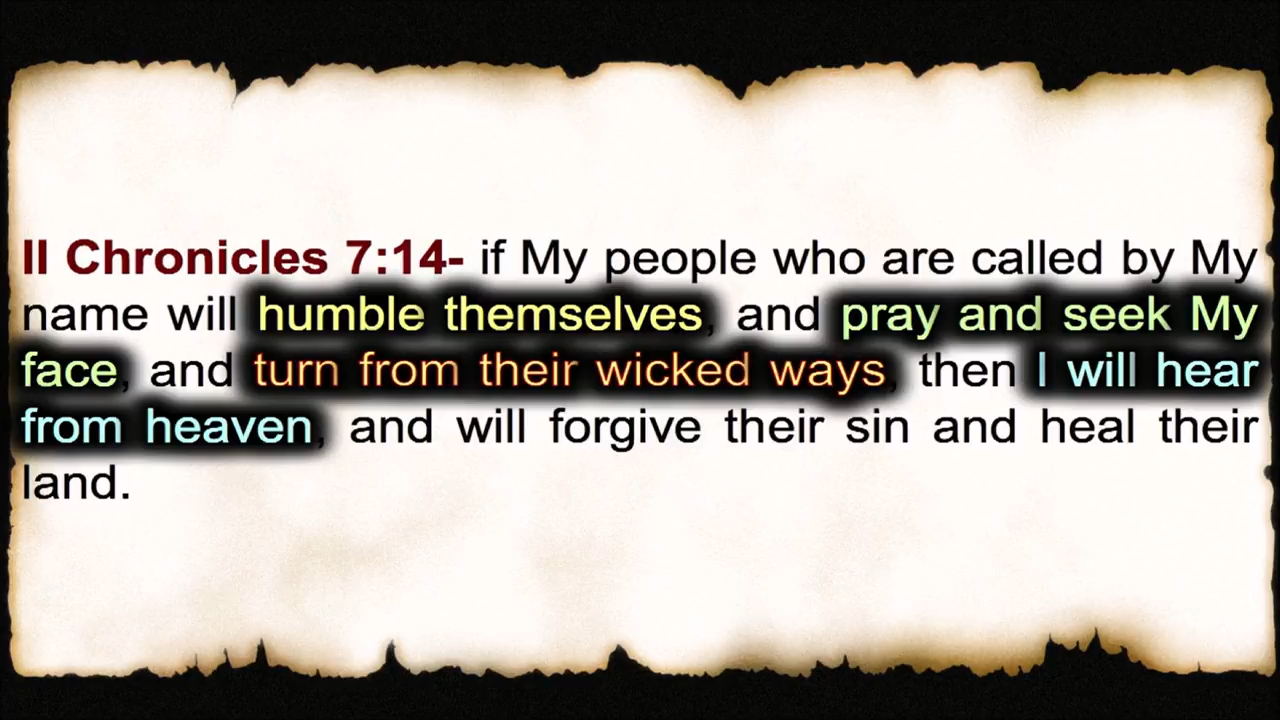 II Chronicles 7:14- if My people who are called by My
name will humble themselves, and pray and seek My
face, and turn from their wicked ways, then I will hear
from heaven, and will forgive their sin and heal their
land.